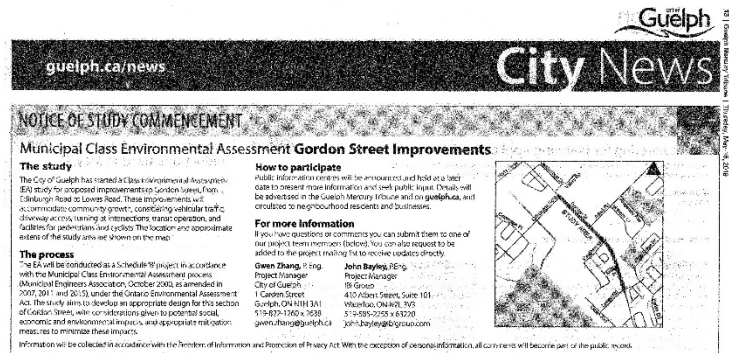 Guelph
guelph.ca/news
City News
NOTICE OF STUDY COMMENCEMENT
Municipal Class Environmental Assessment Gordon Street Improvements
The study
The City of Guelph has started a Class Environmental Assessment
(EA) study for proposed improvements to Gordon Street, from
Edinburgh Road to Lowes Road. These improvements will
accommodate community growth, considering vehicular traffic,
driveway access, turning at intersections, transit operation, and
facilities for pedestrians and cyclists. The location and approximate
extent of the study area are shown on the map.
The process
The EA will be conducted as a Schedule 'B' project in accordance
with the Municipal Class Environmental Assessment process
(Municipal Engineers Association, October 2000, as amended in
2007, 2011 and 2015), under the Ontario Environmental Assessment
Act. The study aims to develop an appropriate design for this section
of Gordon Street, with considerations given to potential social,
economic and environmental impacts, and appropriate mitigation
measures to minimize these impacts.
How to participate
Public information centres will be announced and held at a later
date to present more information and seek public input. Details will
be advertised in the Guelph Mercury Tribune and on guelph.ca, and
circulated to neighbourhood residents and businesses.
For more information
If you have questions or comments you can submit them to one of
our project team members (below). You can also request to be
added to the project mailing list to receive updates directly.
Gwen Zhang, P. Eng.
Project Manager
City of Guelph
1 Carden Street
Guelph, ON N1H 3A1
519-822-1260 x 2638
gwen.zhang@guelph.ca
John Bayley, P.Eng.
Project Manager
IBI Group
410 Albert Street, Suite 101
Waterloo, ON N2L 3V3
519-585-2255 x 63220
john.bayley@ibigroup.com
STUDY AREA
Information will be collected in accordance with the Freedom of Information and Protection of Privacy Act. With the exception of personal information, all comments will become part of the public record.
Guelph Mercury Tribune | Thursday,